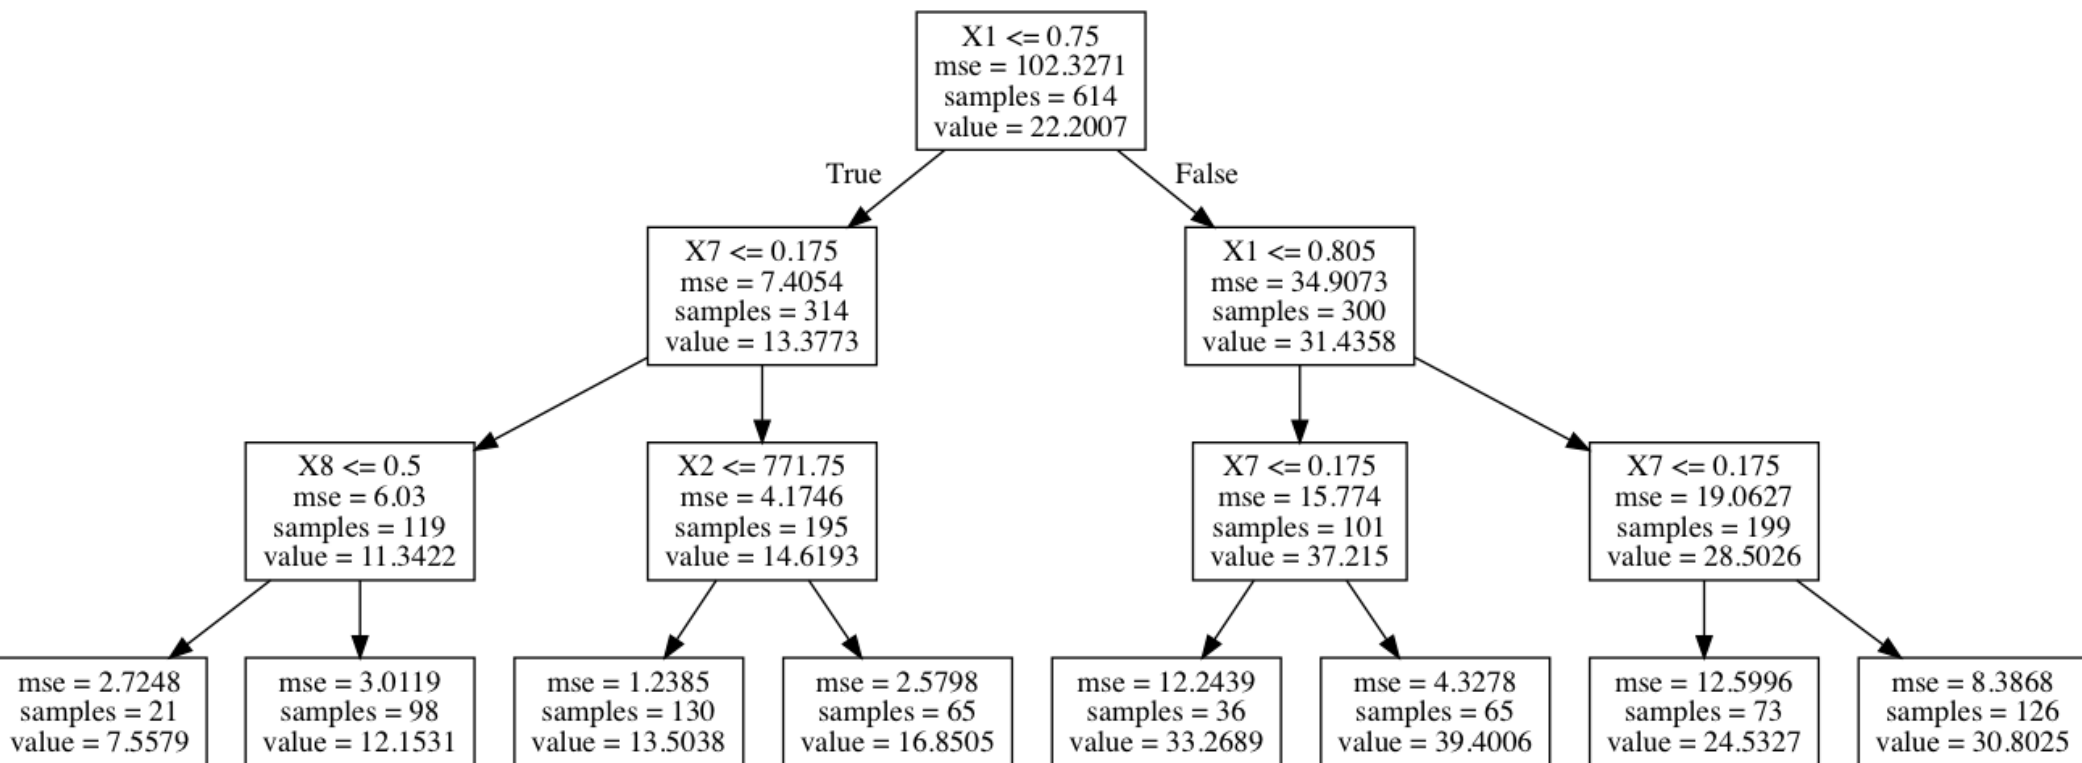 X1 <= 0.75
mse = 102.3271
samples = 614
value = 22.2007
True
False
X7 <= 0.175
mse = 7.4054
samples = 314
value = 13.3773
X1 <= 0.805
mse = 34.9073
samples = 300
value = 31.4358
X8 <= 0.5
mse = 6.03
samples = 119
value = 11.3422
X2 <= 771.75
mse = 4.1746
samples = 195
value = 14.6193
X7 <= 0.175
mse = 15.774
samples = 101
value = 37.215
X7 <= 0.175
mse = 19.0627
samples = 199
value = 28.5026
mse = 2.7248
samples = 21
value = 7.5579
mse = 3.0119
samples = 98
value = 12.1531
mse = 1.2385
samples = 130
value = 13.5038
mse = 2.5798
samples = 65
value = 16.8505
mse = 12.2439
samples = 36
value = 33.2689
mse = 4.3278
samples = 65
value = 39.4006
mse = 12.5996
samples = 73
value = 24.5327
mse = 8.3868
samples = 126
value = 30.8025